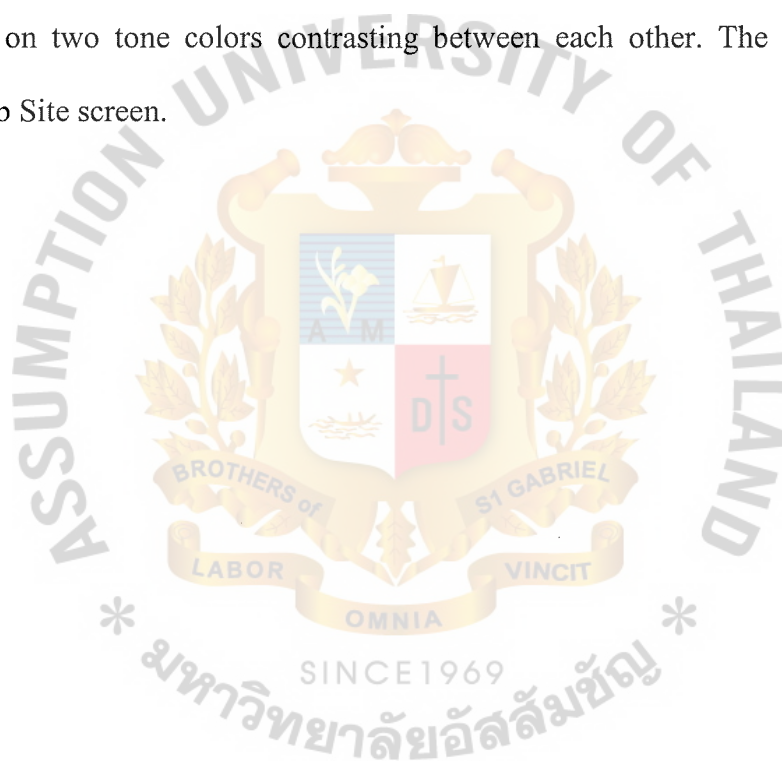 on two tone colors contrasting between each other. The
Site screen.
ASSUMPTION UNIVERSITY OF THAILAND
A M
D S
BROTHERS of S1 GABRIEL
LABOR OMNIA VINCIT
SINCE1969
* มหาวิทยาลัยอัสสัมชัญ *